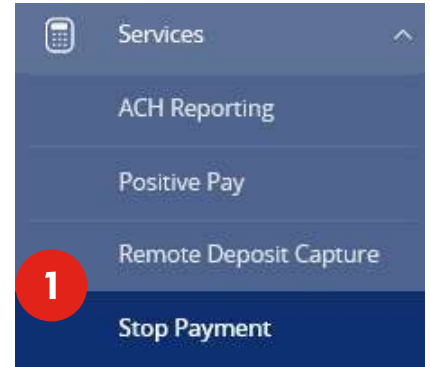 Services
ACH Reporting
Positive Pay
Remote Deposit Capture
1
Stop Payment